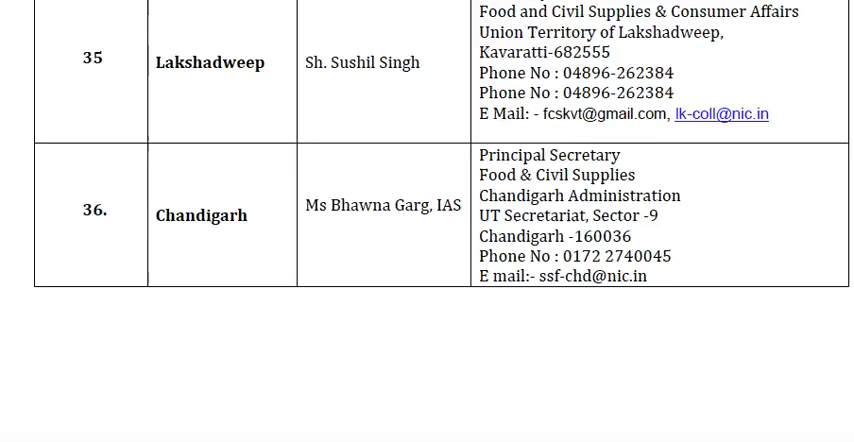 Food and Civil Supplies & Consumer Affairs
Union Territory of Lakshadweep,
35
Lakshadweep
Sh. Sushil Singh
Kavaratti-682555
Phone No : 04896-262384
Phone No : 04896-262384
E Mail: - fcskvt@gmail.com, lk-coll@nic.in
36.
Chandigarh
Ms Bhawna Garg, IAS
Principal Secretary
Food & Civil Supplies
Chandigarh Administration
UT Secretariat, Sector -9
Chandigarh -160036
Phone No : 0172 2740045
E mail:- ssf-chd@nic.in